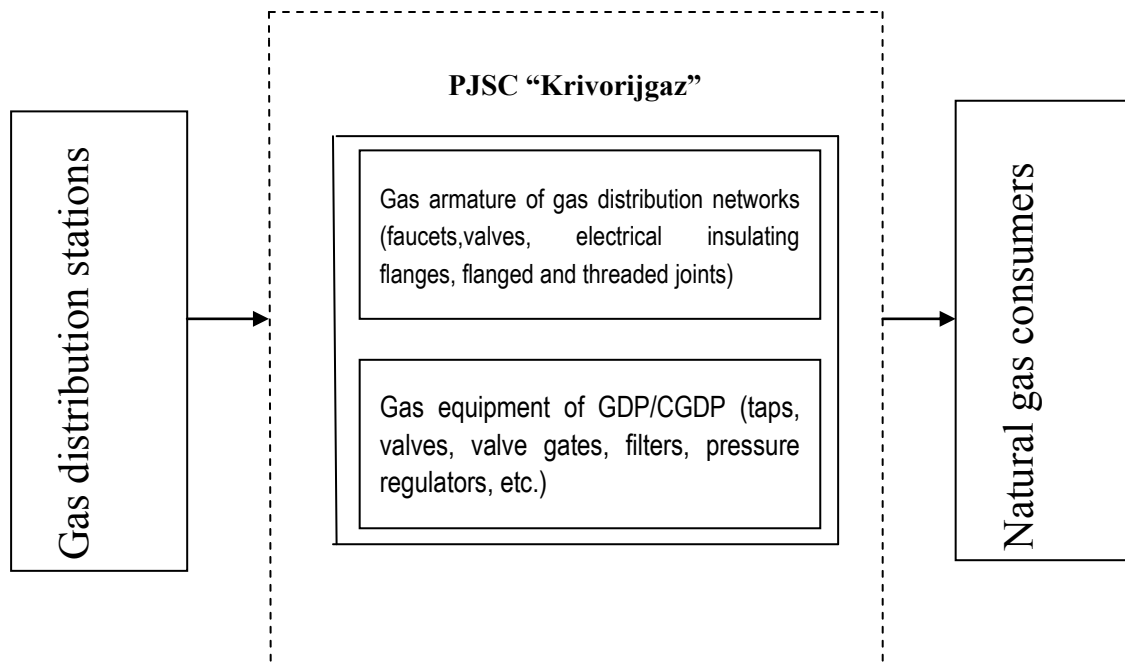 PJSC “Krivorijgaz”
Gas distribution stations
Gas armature of gas distribution networks
(faucets,valves, electrical insulating
flanges, flanged and threaded joints)
Gas equipment of GDP/CGDP (taps,
valves, valve gates, filters, pressure
regulators, etc.)
Natural gas consumers